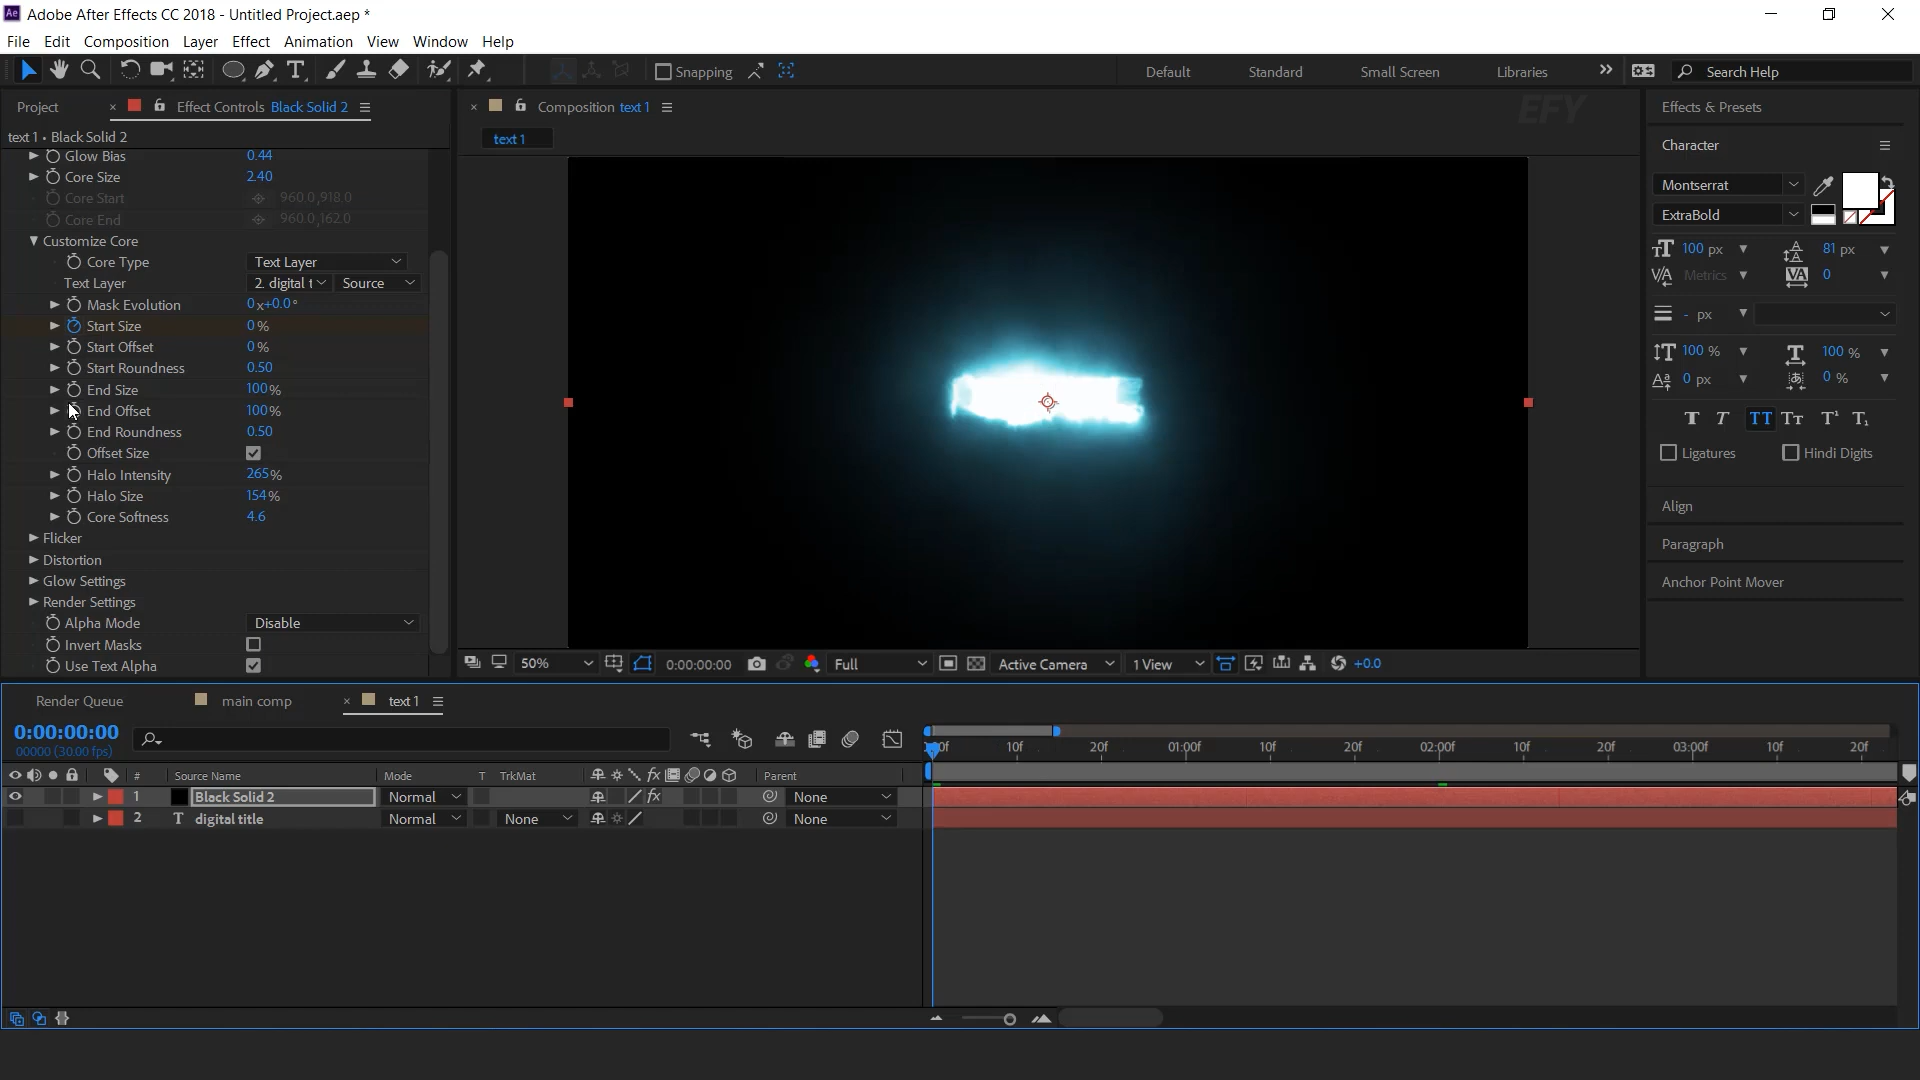 Adobe After Effects CC 2018 - Untitled Project.aep *
File Edit Composition Layer Effect Animation View Window Help
Snapping Default Standard Small Screen Libraries Search Help
Project Effect Controls Black Solid 2 Composition text 1 EFY Effects & Presets
text 1 • Black Solid 2
text 1
Character
Glow Bias 0.44
Core Size 2.40
Core Start 960.0,918.0
Core End 960.0,162.0
Customize Core
Core Type Text Layer
Text Layer 2. digital t Source
Mask Evolution 0x+0.0°
Start Size 0%
Start Offset 0%
Start Roundness 0.50
End Size 100%
End Offset 100%
End Roundness 0.50
Offset Size
Halo Intensity 265%
Halo Size 154%
Core Softness 4.6
Flicker
Distortion
Glow Settings
Render Settings
Alpha Mode Disable
Invert Masks
Use Text Alpha
Montserrat
ExtraBold
100 px 81 px
Metrics 0
- px
100 % 100 %
0 px 0 %
T T TT Tт T¹ T₁
Ligatures Hindi Digits
Align
Paragraph
Anchor Point Mover
50% 0:00:00:00 Full Active Camera 1 View +0.0
Render Queue main comp text 1
0:00:00:00
00000 (30.00 fps)
10f 20f 01:00f 10f 20f 02:00f 10f 20f 03:00f 10f 20f
# Source Name Mode T TrkMat fx Parent
1 Black Solid 2 Normal fx None
2 T digital title Normal None None